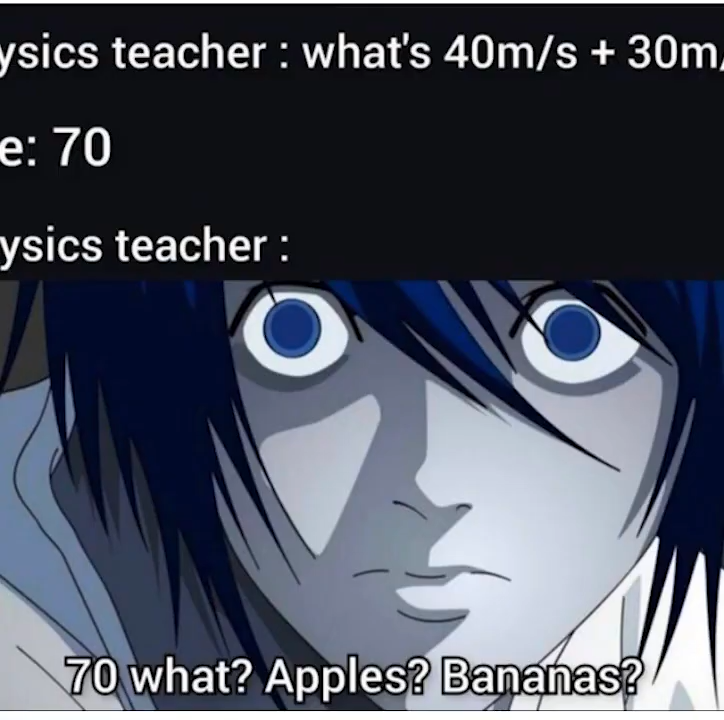 ysics teacher : what's 40m/s + 30m/
e: 70
ysics teacher :
70 what? Apples? Bananas?